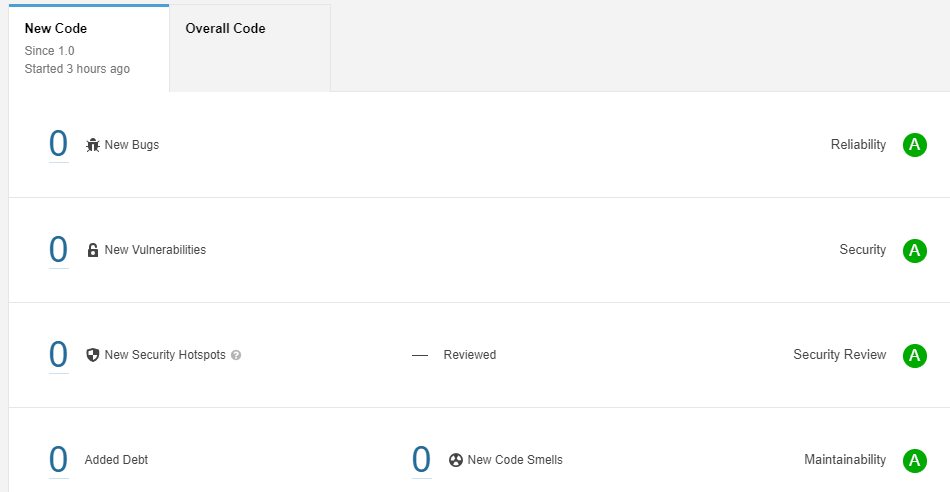 New Code
Since 1.0
Started 3 hours ago
Overall Code
0 New Bugs Reliability A
0 New Vulnerabilities Security A
0 New Security Hotspots ? — Reviewed Security Review A
0 Added Debt 0 New Code Smells Maintainability A